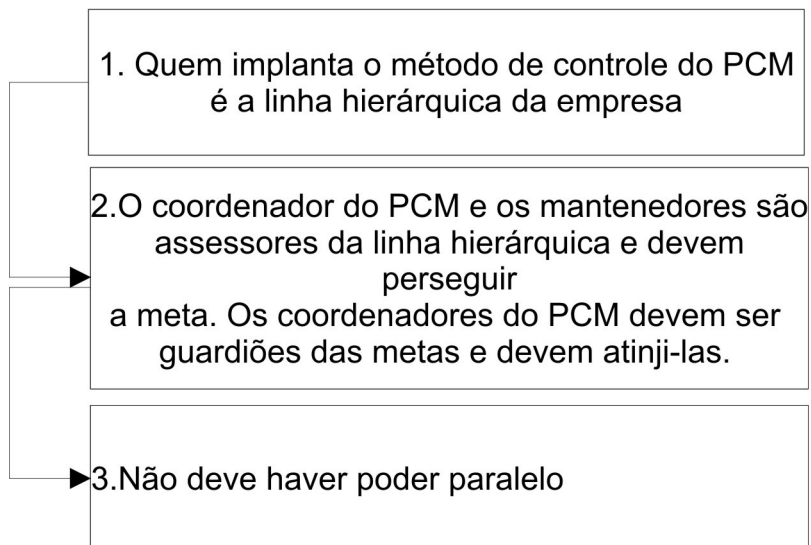 1. Quem implanta o método de controle do PCM
é a linha hierárquica da empresa
2.O coordenador do PCM e os mantenedores são
assessores da linha hierárquica e devem
perseguir
a meta. Os coordenadores do PCM devem ser
guardiões das metas e devem atinji-las.
3.Não deve haver poder paralelo